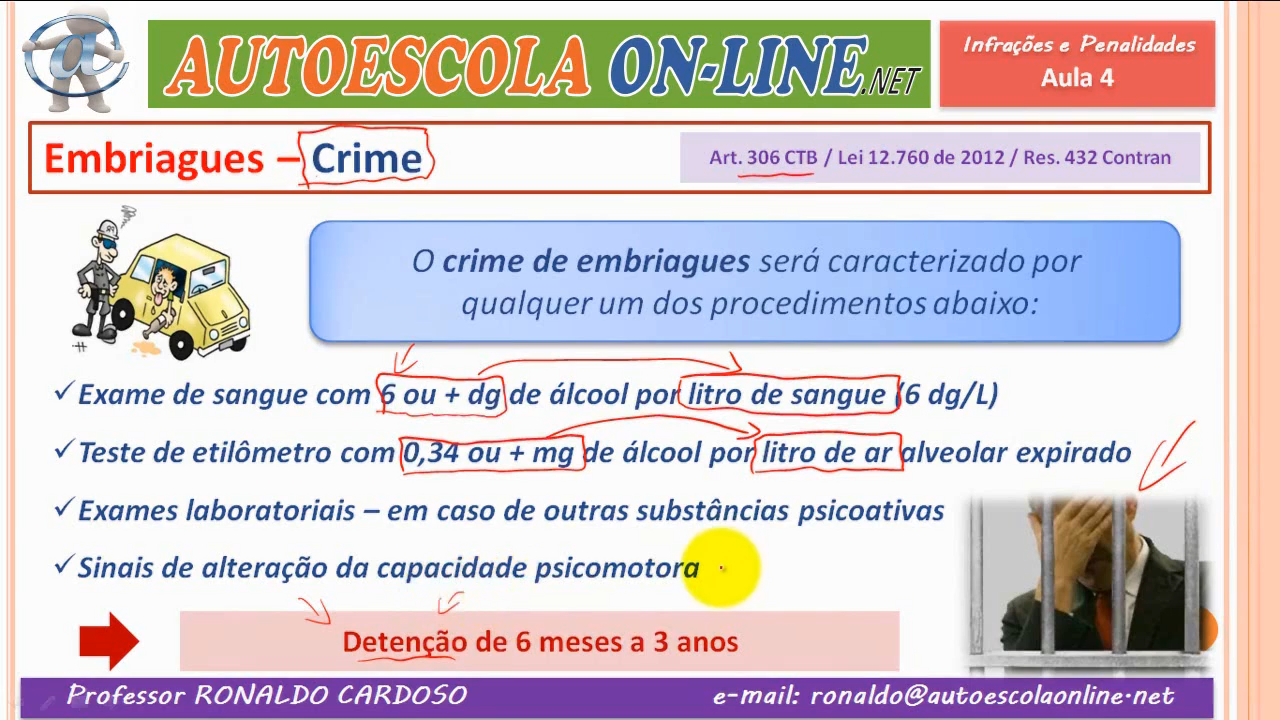 AUTOESCOLA ON-LINE.NET
Infrações e Penalidades
Aula 4
Embriagues – Crime
Art. 306 CTB / Lei 12.760 de 2012 / Res. 432 Contran
O crime de embriagues será caracterizado por
qualquer um dos procedimentos abaixo:
✓Exame de sangue com 6 ou + dg de álcool por litro de sangue (6 dg/L)
✓Teste de etilômetro com 0,34 ou + mg de álcool por litro de ar alveolar expirado
✓Exames laboratoriais – em caso de outras substâncias psicoativas
✓Sinais de alteração da capacidade psicomotora
Detenção de 6 meses a 3 anos
Professor RONALDO CARDOSO
e-mail: ronaldo@autoescolaonline.net